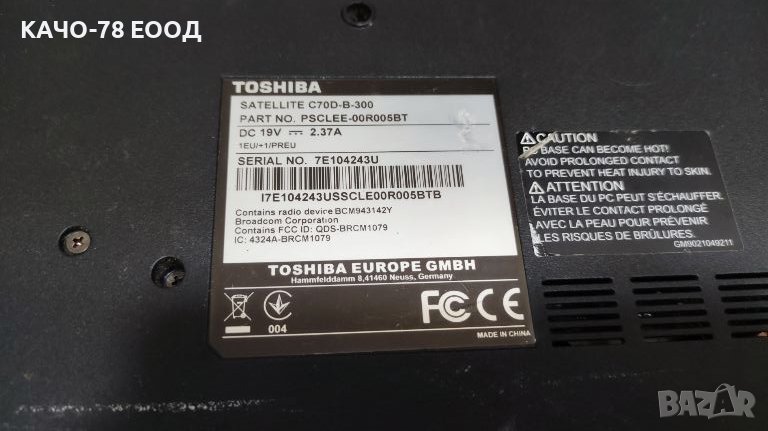 КАЧО-78 ЕООД
TOSHIBA
SATELLITE C70D-B-300
PART NO. PSCLEE-00R005BT
DC 19V ⎓ 2.37A
1EU/+1/PREU
SERIAL NO. 7E104243U
I7E104243USSCLE00R005BTB
Contains radio device BCM943142Y
Broadcom Corporation
Contains FCC ID: QDS-BRCM1079
IC: 4324A-BRCM1079
TOSHIBA EUROPE GMBH
Hammfelddamm 8,41460 Neuss, Germany
004
FC CE
MADE IN CHINA
CAUTION
PC BASE CAN BECOME HOT!
AVOID PROLONGED CONTACT
TO PREVENT HEAT INJURY TO SKIN.
ATTENTION
LA BASE DU PC PEUT S'ÉCHAUFFER.
ÉVITER LE CONTACT PROLONGÉ
AVEC LA PEAU POUR PRÉVENIR
LES RISQUES DE BRÛLURES.
GM9021049211
BAZAR